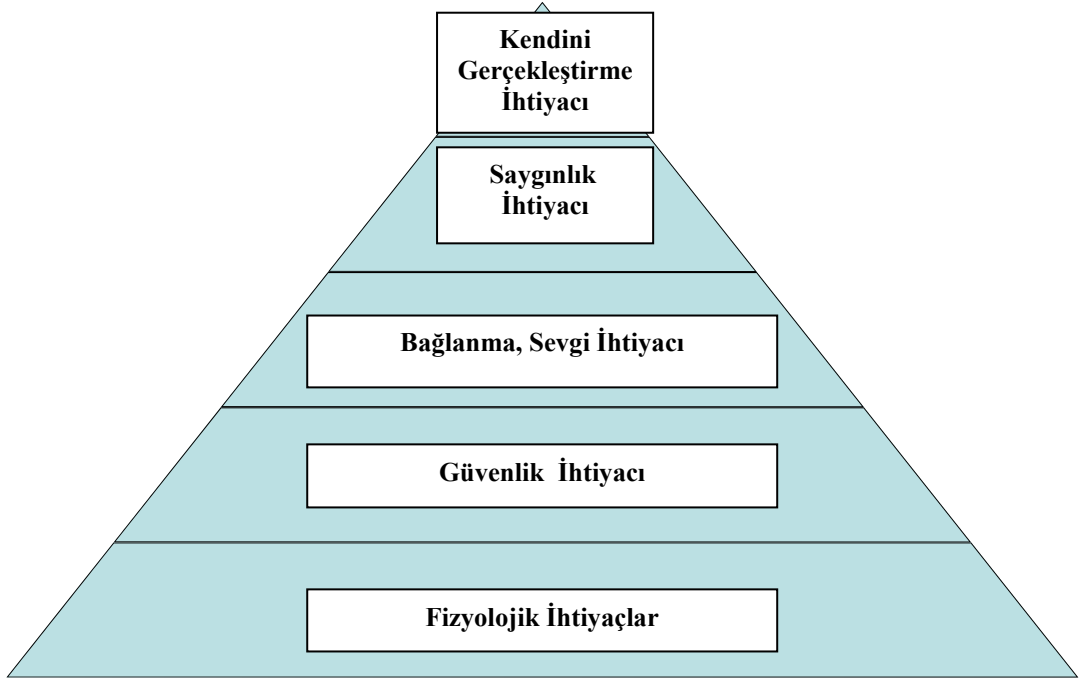 Kendini
Gerçekleştirme
İhtiyacı
Saygınlık
İhtiyacı
Bağlanma, Sevgi İhtiyacı
Güvenlik İhtiyacı
Fizyolojik İhtiyaçlar